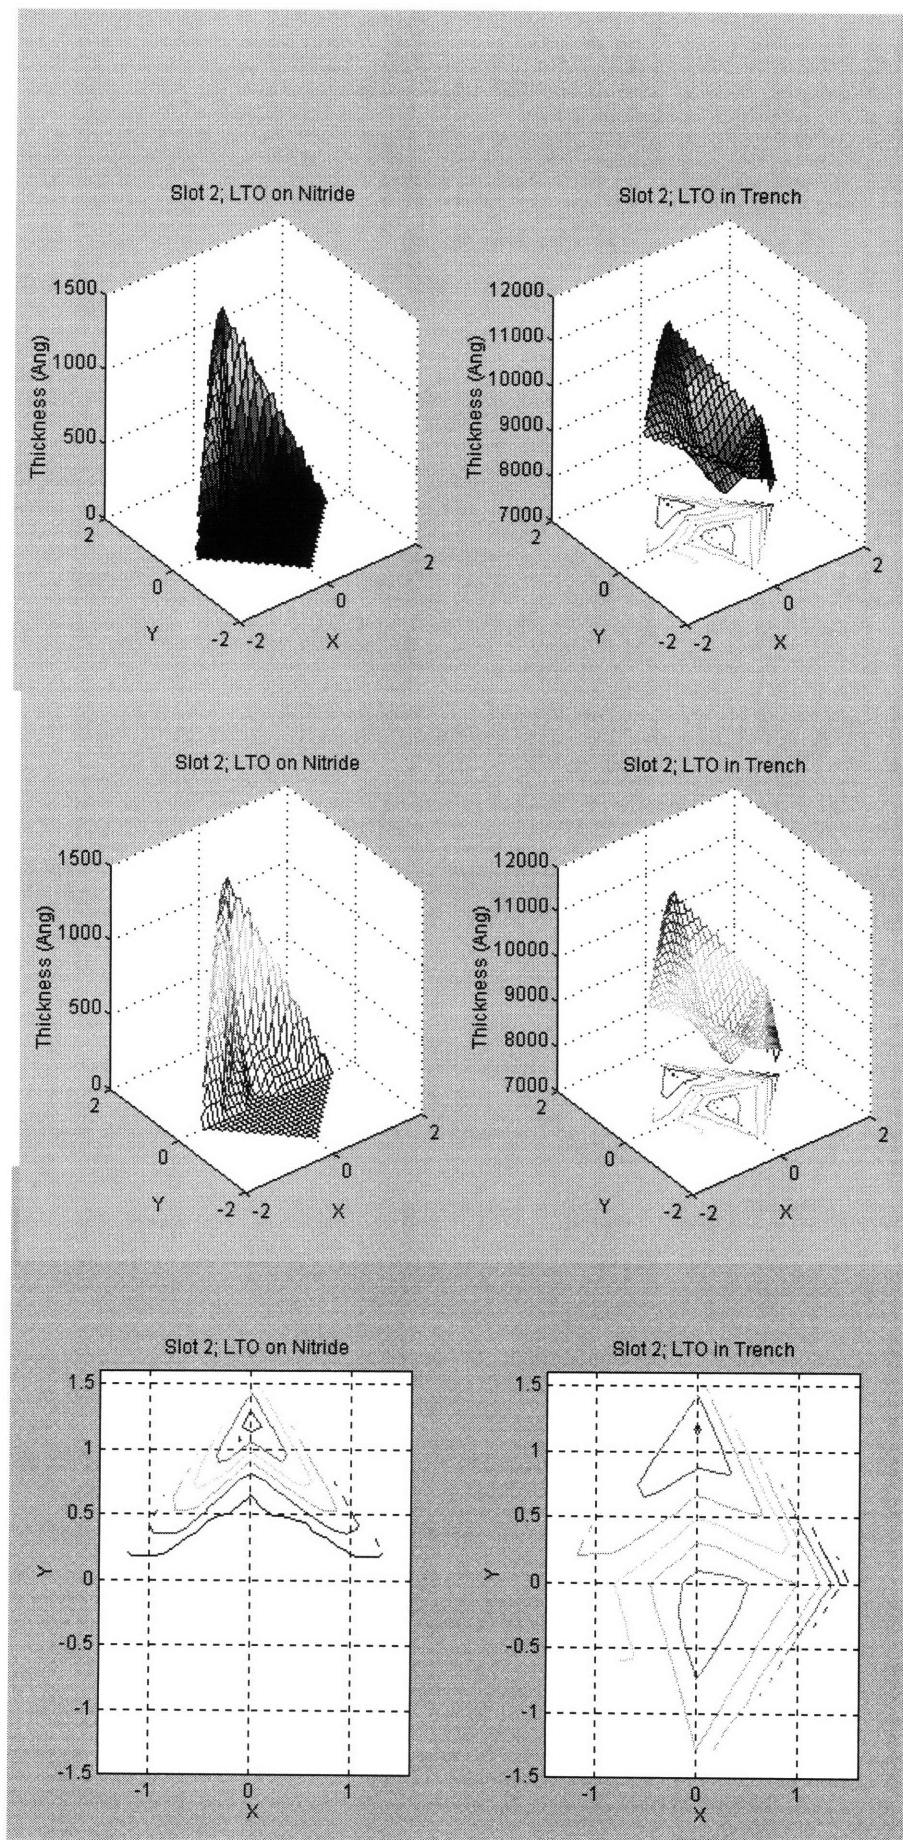 Slot 2; LTO on Nitride
Slot 2; LTO in Trench
1500
1000
500
0
Thickness (Ang)
2
0
-2
Y
-2
0
2
X
12000
11000
10000
9000
8000
7000
Thickness (Ang)
2
0
-2
Y
-2
0
2
X
Slot 2; LTO on Nitride
Slot 2; LTO in Trench
1500
1000
500
0
Thickness (Ang)
2
0
-2
Y
-2
0
2
X
12000
11000
10000
9000
8000
7000
Thickness (Ang)
2
0
-2
Y
-2
0
2
X
Slot 2; LTO on Nitride
Slot 2; LTO in Trench
1.5
1
0.5
0
-0.5
-1
-1.5
Y
-1
0
1
X
1.5
1
0.5
0
-0.5
-1
-1.5
Y
-1
0
1
X